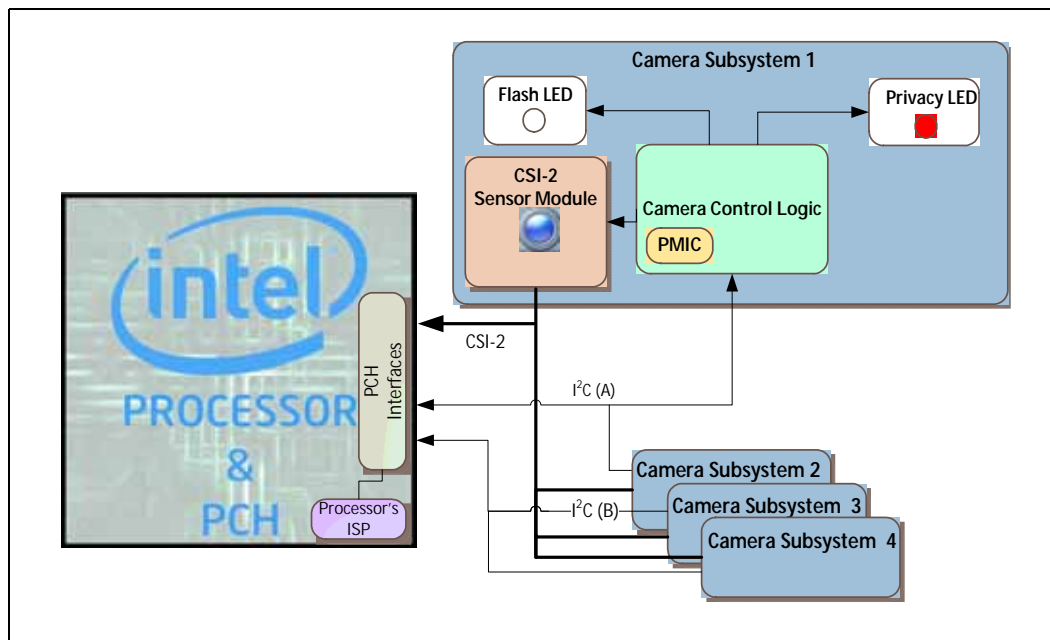 Camera Subsystem 1
Flash LED
Privacy LED
CSI-2
Sensor Module
Camera Control Logic
PMIC
intel
PROCESSOR
&
PCH
PCH
Interfaces
Processor's
ISP
CSI-2
I²C (A)
I²C (B)
Camera Subsystem 2
Camera Subsystem 3
Camera Subsystem 4